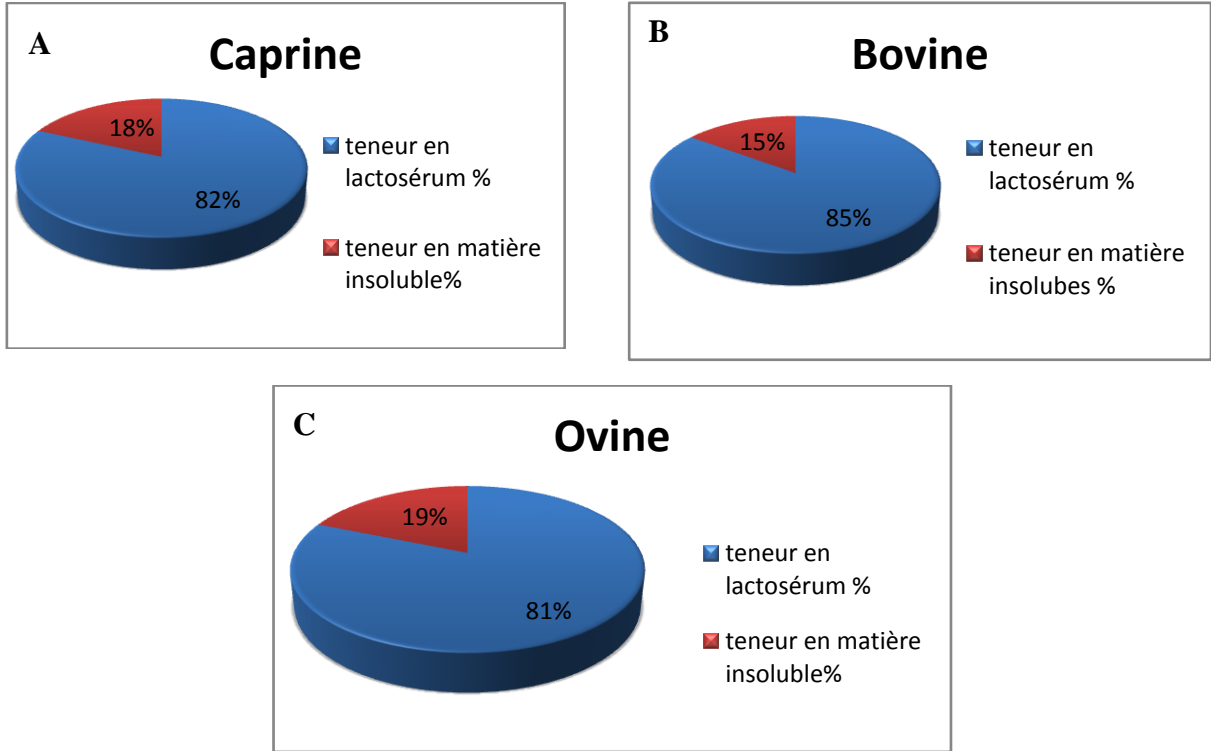 A
Caprine
18%
82%
teneur en
lactosérum %
teneur en matière
insoluble%
B
Bovine
15%
85%
teneur en
lactosérum %
teneur en matière
insolubes %
C
Ovine
19%
81%
teneur en
lactosérum %
teneur en matière
insoluble%